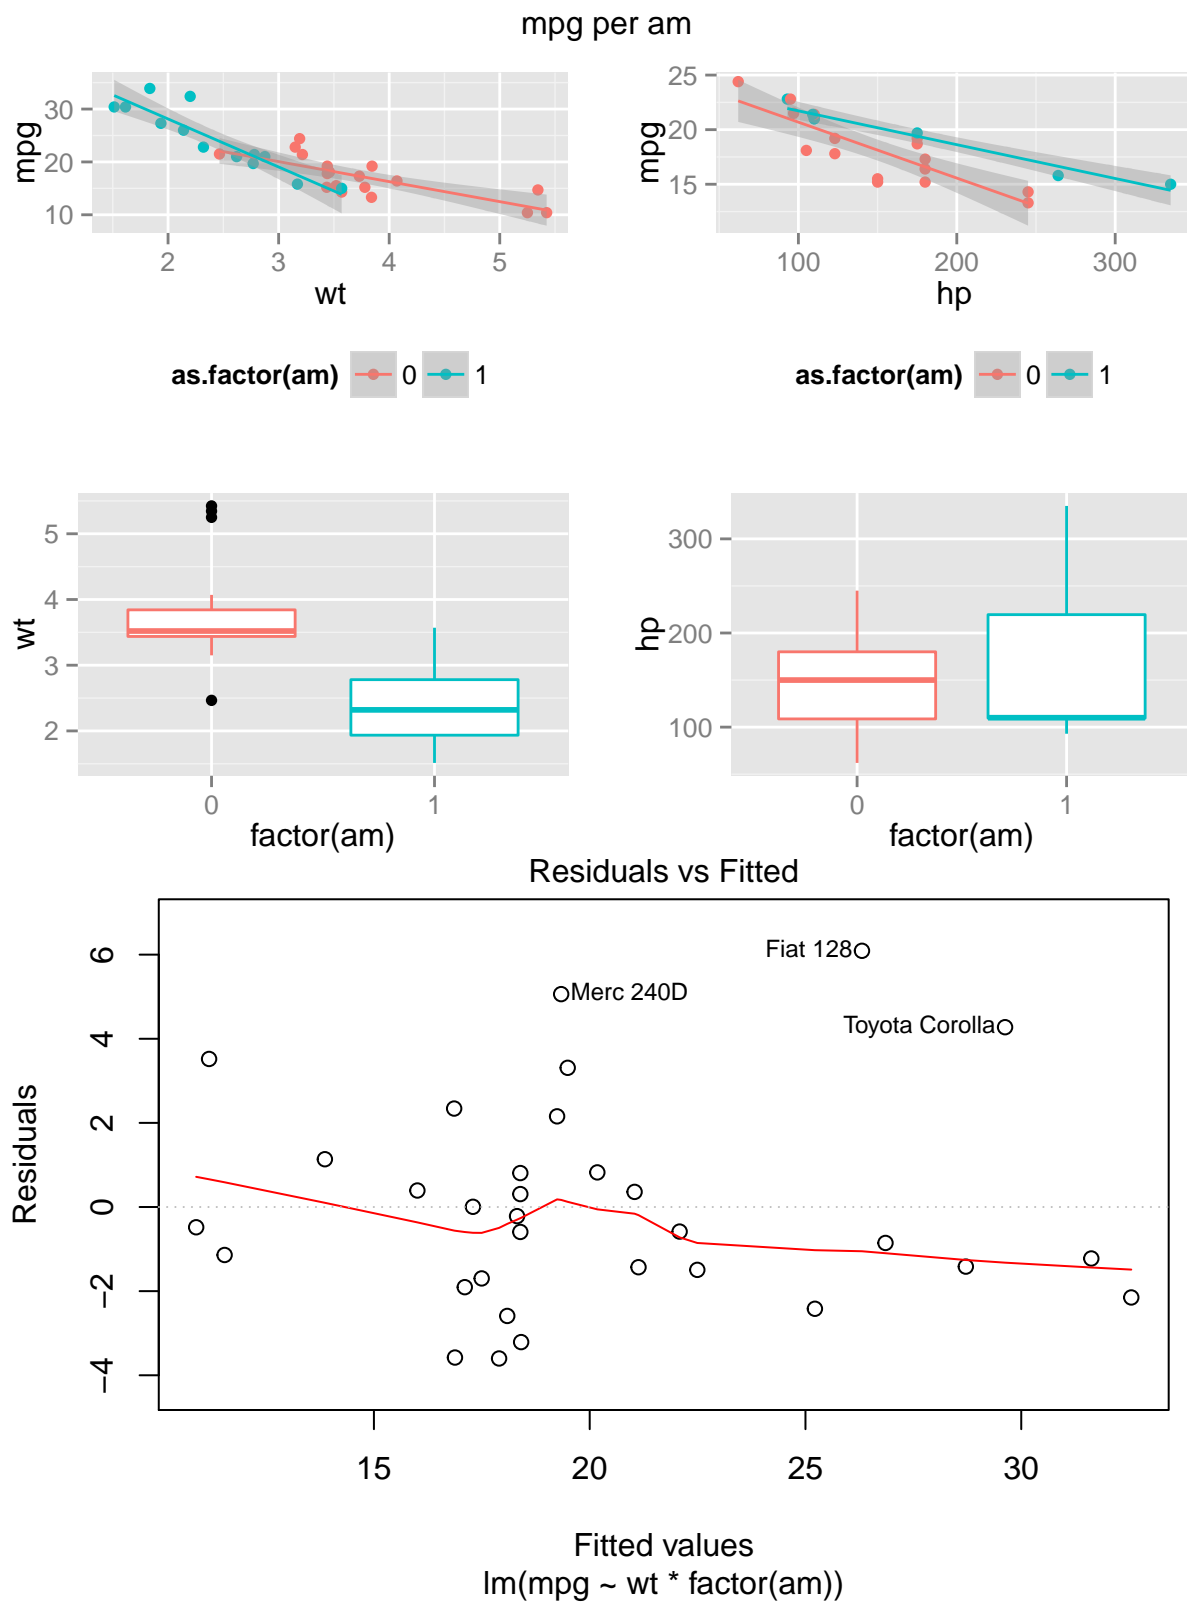 mpg per am
mpg
30
20
10
2 3 4 5
wt
mpg
25
20
15
100 200 300
hp
as.factor(am) 0 1
as.factor(am) 0 1
wt
5
4
3
2
0 1
factor(am)
hp
300
200
100
0 1
factor(am)
Residuals vs Fitted
Residuals
6
4
2
0
−2
−4
Fiat 128
Merc 240D
Toyota Corolla
15 20 25 30
Fitted values
lm(mpg ~ wt * factor(am))